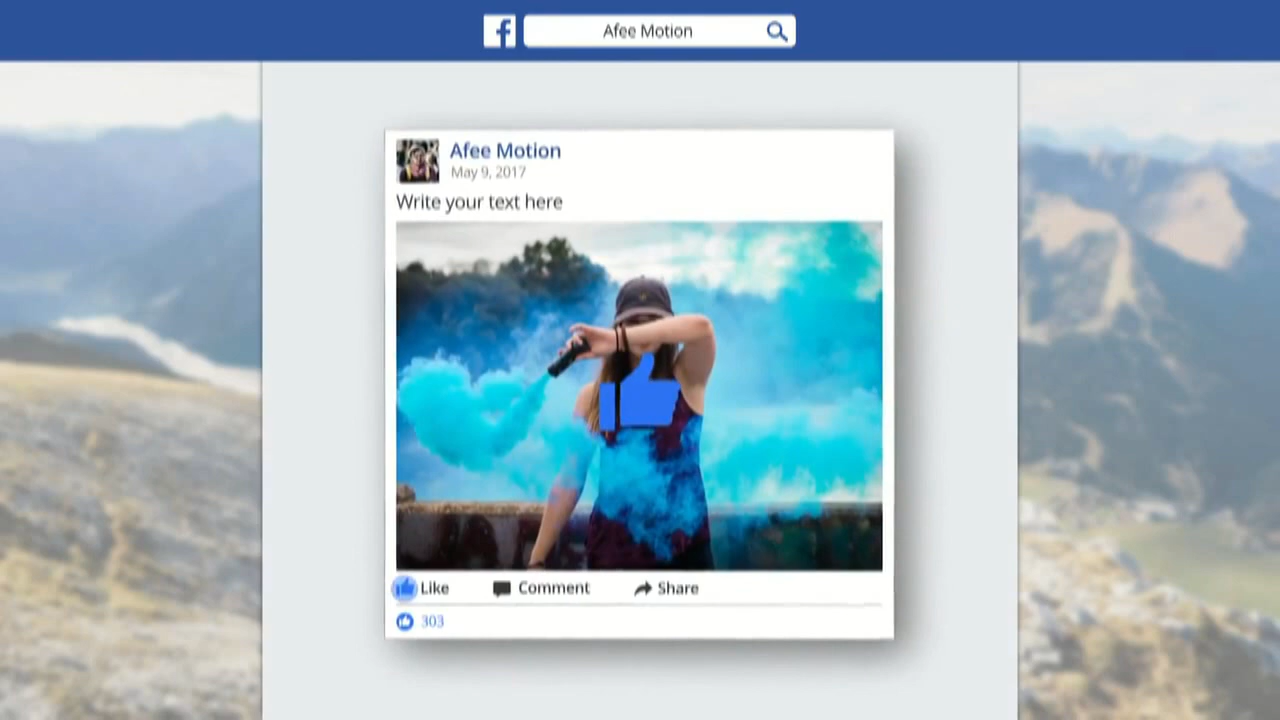 f
Afee Motion
Afee Motion
May 9, 2017
Write your text here
Like Comment Share
303